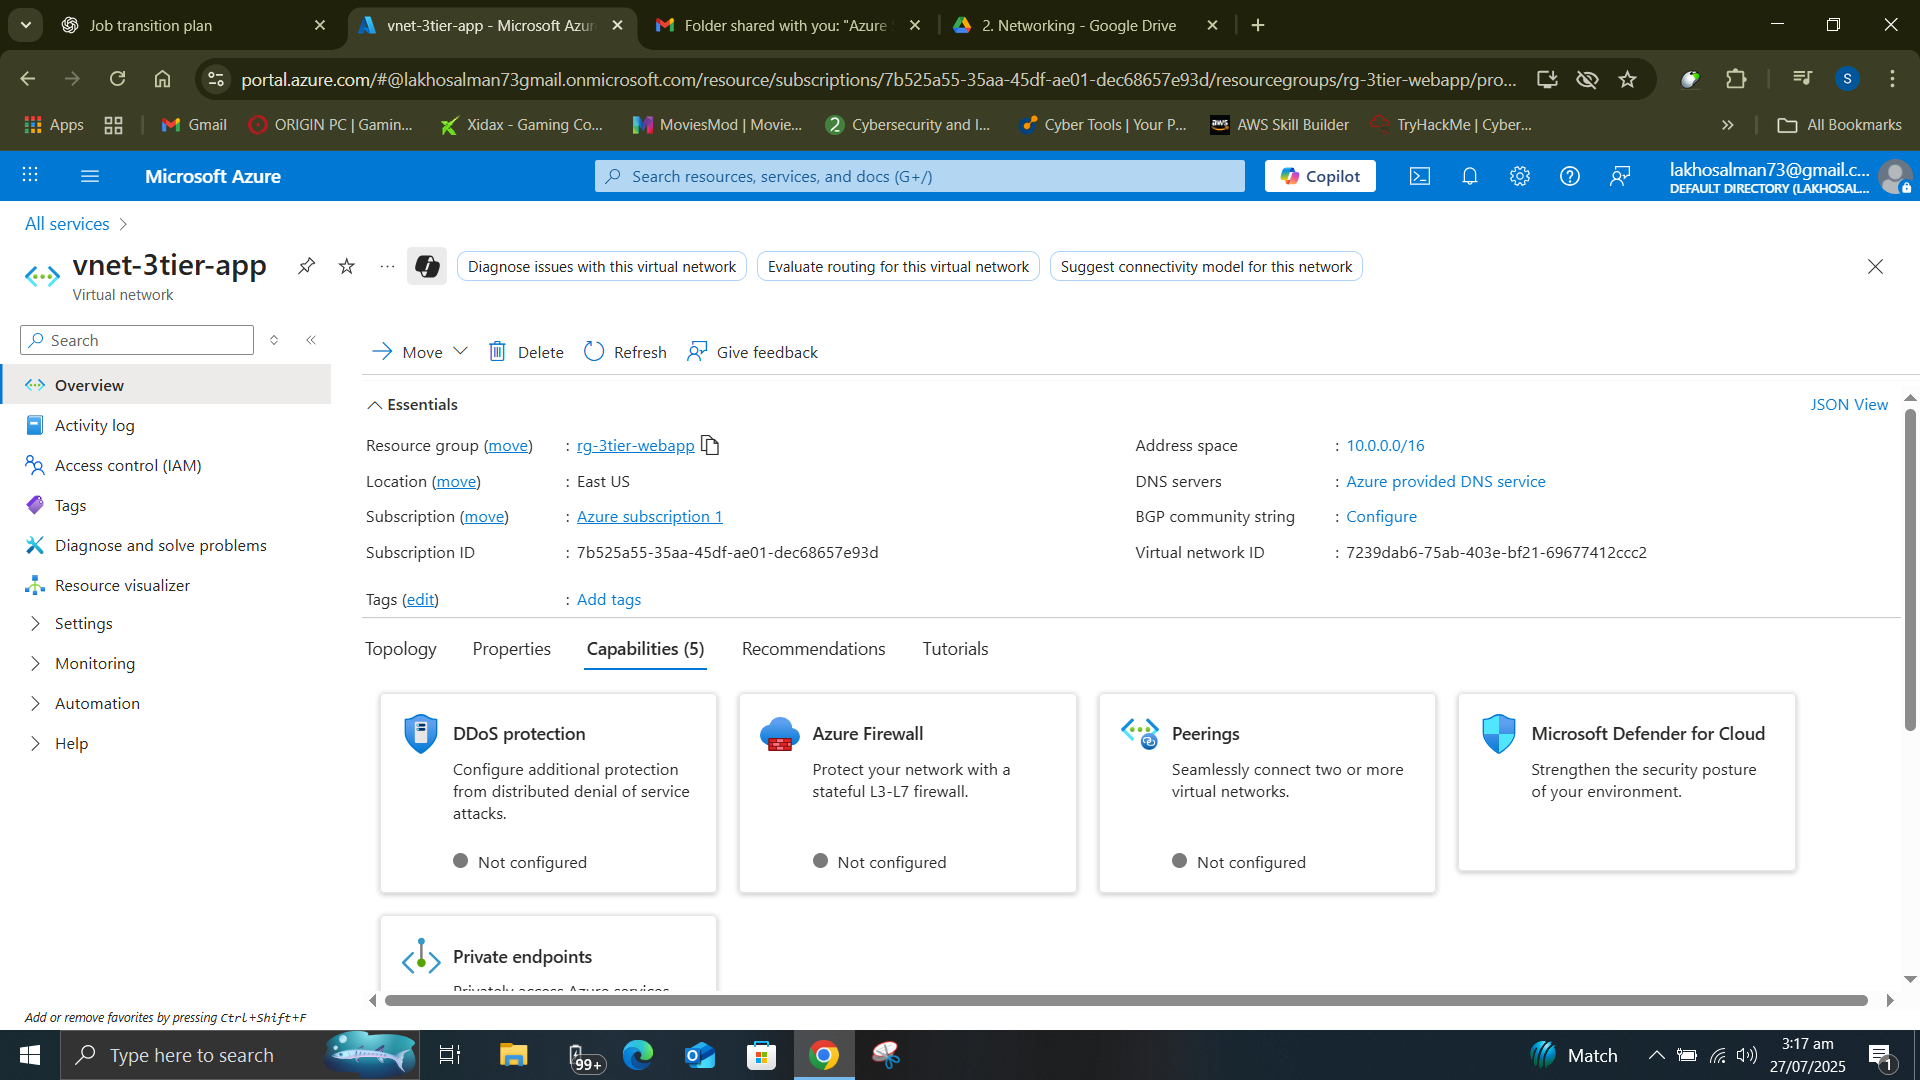 Job transition plan
vnet-3tier-app - Microsoft Azur
Folder shared with you: "Azure
2. Networking - Google Drive
portal.azure.com/#@lakhosalman73gmail.onmicrosoft.com/resource/subscriptions/7b525a55-35aa-45df-ae01-dec68657e93d/resourcegroups/rg-3tier-webapp/pro...
S
Apps
Gmail
ORIGIN PC | Gamin...
Xidax - Gaming Co...
MoviesMod | Movie...
Cybersecurity and I...
Cyber Tools | Your P...
AWS Skill Builder
TryHackMe | Cyber...
All Bookmarks
Microsoft Azure
Search resources, services, and docs (G+/)
Copilot
lakhosalman73@gmail.c...
DEFAULT DIRECTORY (LAKHOSAL...
All services
vnet-3tier-app
Virtual network
Diagnose issues with this virtual network
Evaluate routing for this virtual network
Suggest connectivity model for this network
Search
Move
Delete
Refresh
Give feedback
Overview
Activity log
Access control (IAM)
Tags
Diagnose and solve problems
Resource visualizer
Settings
Monitoring
Automation
Help
Add or remove favorites by pressing Ctrl+Shift+F
Essentials
JSON View
Resource group (move) : rg-3tier-webapp
Location (move) : East US
Subscription (move) : Azure subscription 1
Subscription ID : 7b525a55-35aa-45df-ae01-dec68657e93d
Address space : 10.0.0.0/16
DNS servers : Azure provided DNS service
BGP community string : Configure
Virtual network ID : 7239dab6-75ab-403e-bf21-69677412ccc2
Tags (edit) : Add tags
Topology
Properties
Capabilities (5)
Recommendations
Tutorials
DDoS protection
Configure additional protection
from distributed denial of service
attacks.
Not configured
Azure Firewall
Protect your network with a
stateful L3-L7 firewall.
Not configured
Peerings
Seamlessly connect two or more
virtual networks.
Not configured
Microsoft Defender for Cloud
Strengthen the security posture
of your environment.
Private endpoints
Privately access Azure services
Type here to search
99+
Match
3:17 am
27/07/2025
1